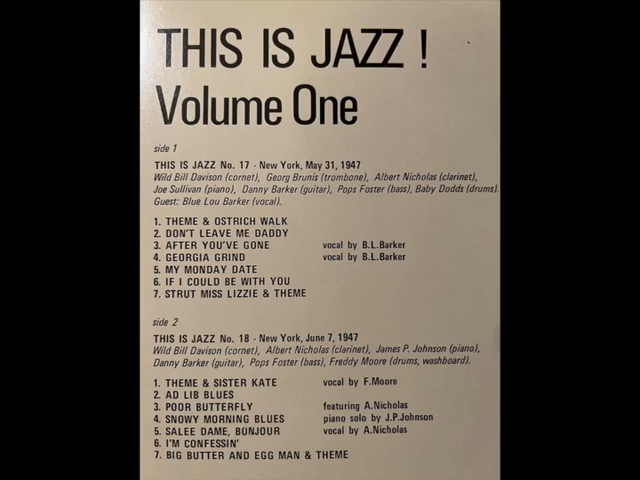 THIS IS JAZZ !
Volume One
side 1
THIS IS JAZZ No. 17 - New York, May 31, 1947
Wild Bill Davison (cornet), Georg Brunis (trombone), Albert Nicholas (clarinet),
Joe Sullivan (piano), Danny Barker (guitar), Pops Foster (bass), Baby Dodds (drums).
Guest: Blue Lou Barker (vocal).
1. THEME & OSTRICH WALK
2. DON'T LEAVE ME DADDY
3. AFTER YOU'VE GONE vocal by B.L.Barker
4. GEORGIA GRIND vocal by B.L.Barker
5. MY MONDAY DATE
6. IF I COULD BE WITH YOU
7. STRUT MISS LIZZIE & THEME
side 2
THIS IS JAZZ No. 18 - New York, June 7, 1947
Wild Bill Davison (cornet), Albert Nicholas (clarinet), James P. Johnson (piano),
Danny Barker (guitar), Pops Foster (bass), Freddy Moore (drums, washboard).
1. THEME & SISTER KATE vocal by F.Moore
2. AD LIB BLUES
3. POOR BUTTERFLY featuring A.Nicholas
4. SNOWY MORNING BLUES piano solo by J.P.Johnson
5. SALEE DAME, BONJOUR vocal by A.Nicholas
6. I'M CONFESSIN'
7. BIG BUTTER AND EGG MAN & THEME